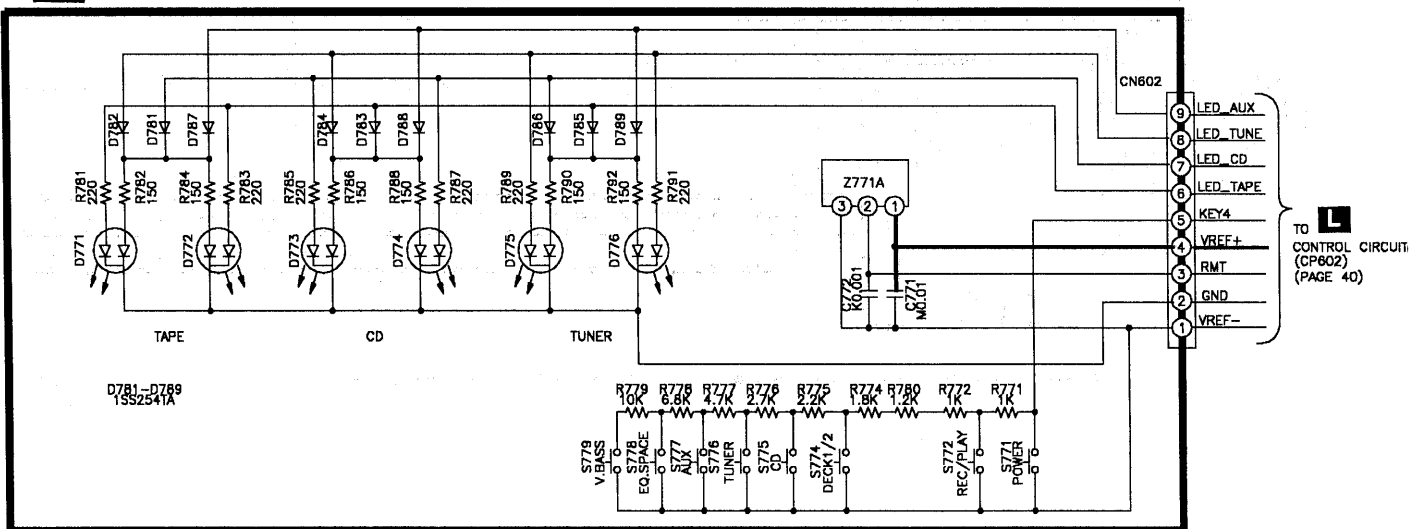 CN602
9 LED_AUX
8 LED_TUNE
7 LED_CD
6 LED_TAPE
5 KEY4
4 VREF+
3 RMT
2 GND
1 VREF-
TO L
CONTROL CIRCUIT
(CP602)
(PAGE 40)
D782
D781
D787
D784
D783
D788
D786
D785
D789
R781
220
R782
150
R784
150
R783
220
R785
220
R786
150
R788
150
R787
220
R789
220
R790
150
R792
150
R791
220
D771
D772
D773
D774
D775
D776
Z771A
3 2 1
C772
K0.001
C771
M0.01
TAPE CD TUNER
D781-D789
1SS254TA
R779 R778 R777 R776 R775 R774 R780 R772 R771
10K 6.8K 4.7K 2.7K 2.2K 1.8K 1.2K 1K 1K
S779
V.BASS
S778
EQ.SPACE
S777
AUX
S776
TUNER
S775
CD
S774
DECK1/2
S772
REC/PLAY
S771
POWER